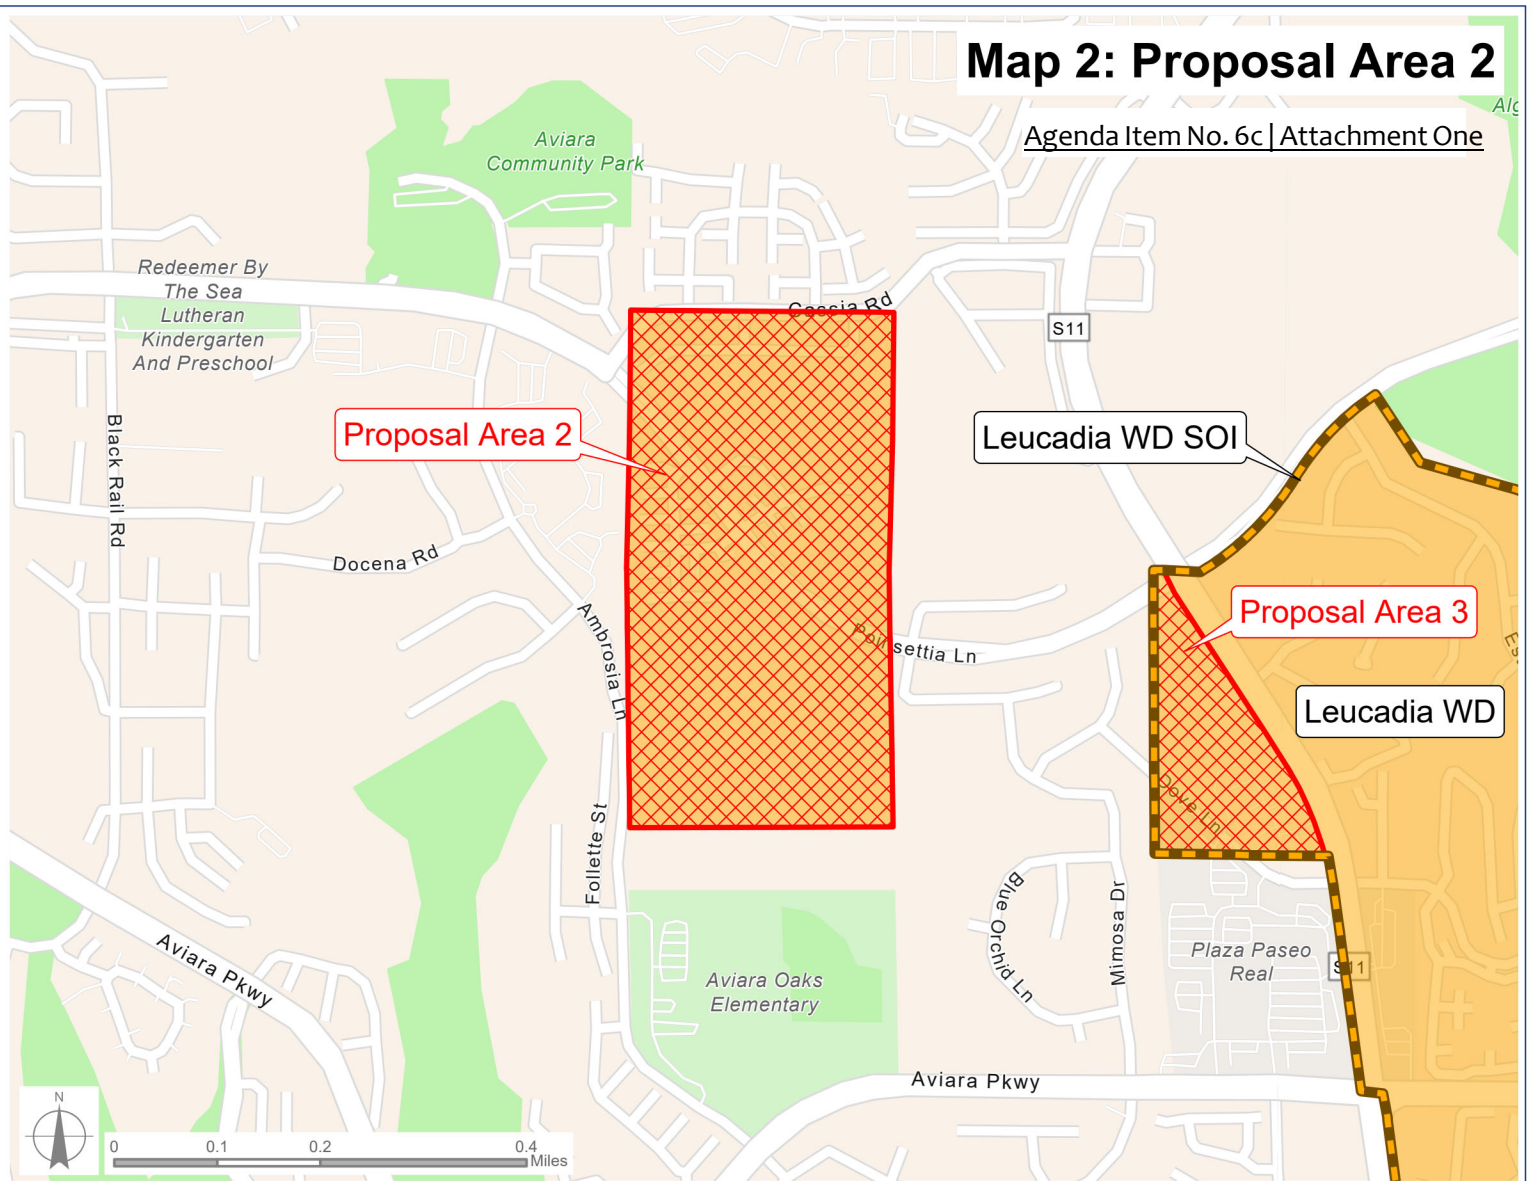 Map 2: Proposal Area 2
Agenda Item No. 6c | Attachment One
Aviara
Community Park
Redeemer By
The Sea
Lutheran
Kindergarten
And Preschool
Cassia Rd
S11
Proposal Area 2
Leucadia WD SOI
Black Rail Rd
Docena Rd
Ambrosia Ln
Poinsettia Ln
Proposal Area 3
Leucadia WD
Dove Ln
Follette St
Blue Orchid Ln
Mimosa Dr
Plaza Paseo
Real
S11
Aviara Pkwy
Aviara Oaks
Elementary
Aviara Pkwy
N
0 0.1 0.2 0.4
Miles